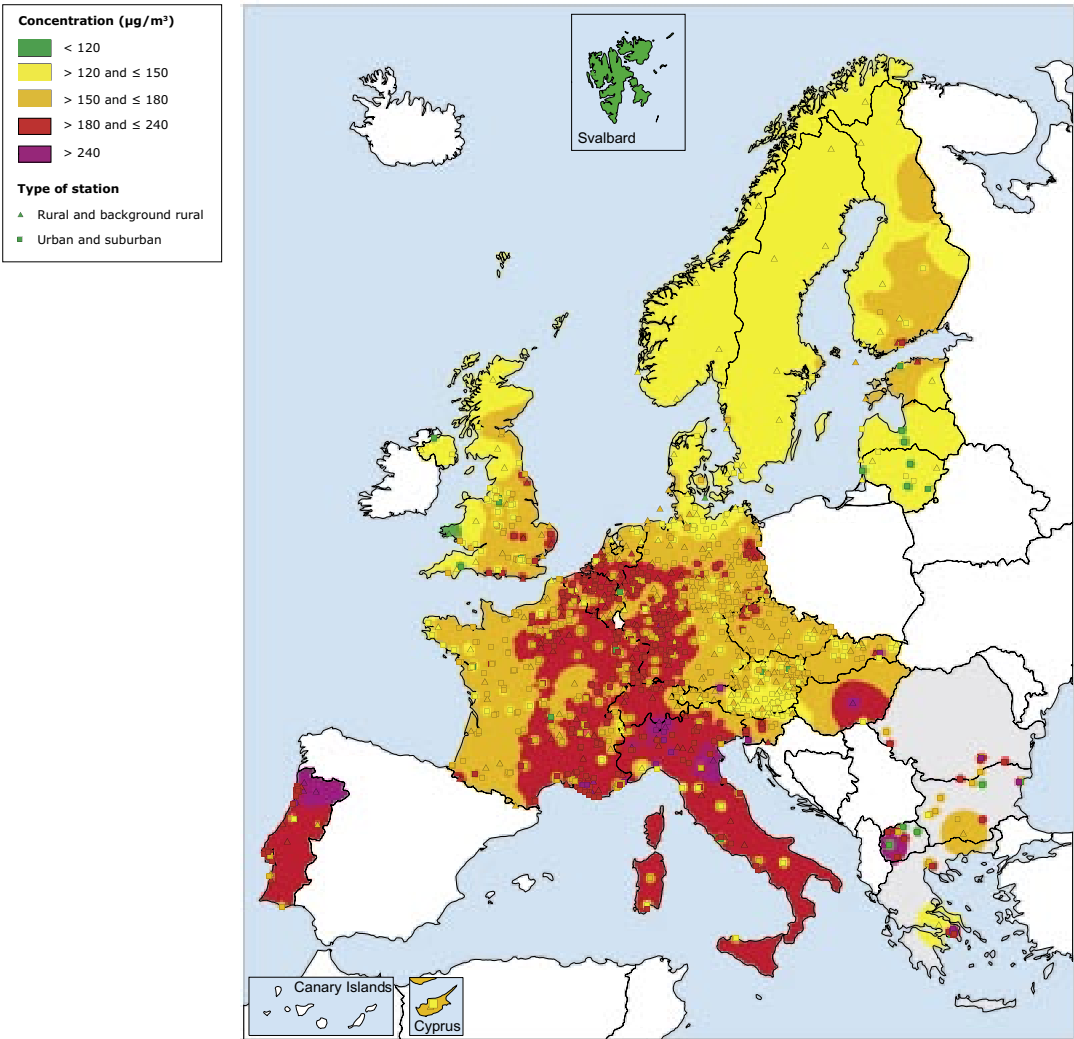 Concentration (µg/m³)
< 120
> 120 and ≤ 150
> 150 and ≤ 180
> 180 and ≤ 240
> 240
Type of station
Rural and background rural
Urban and suburban
Svalbard
Canary Islands
Cyprus